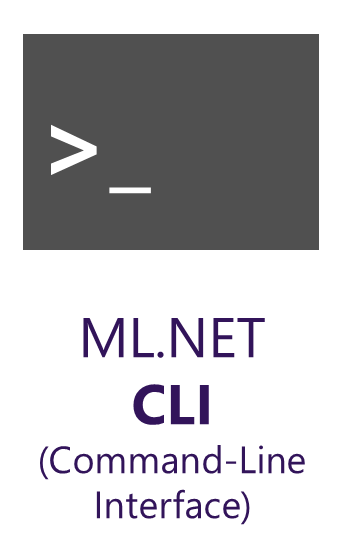 >_
ML.NET
CLI
(Command-Line
Interface)